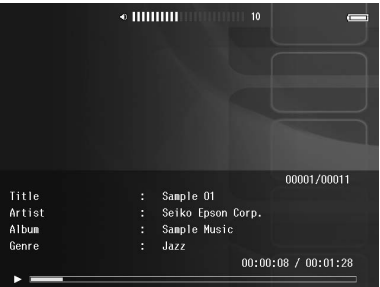 10
00001/00011
Title : Sample 01
Artist : Seiko Epson Corp.
Album : Sample Music
Genre : Jazz
00:00:08 / 00:01:28